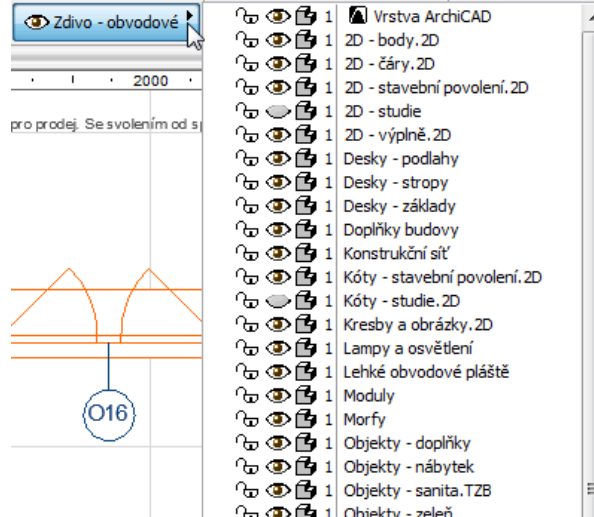 Zdivo - obvodové
2000
pro prodej. Se svolením od s
O16
1 Vrstva ArchiCAD
1 2D - body.2D
1 2D - čáry.2D
1 2D - stavební povolení.2D
1 2D - studie
1 2D - výplně.2D
1 Desky - podlahy
1 Desky - stropy
1 Desky - základy
1 Doplňky budovy
1 Konstrukční síť
1 Kóty - stavební povolení.2D
1 Kóty - studie.2D
1 Kresby a obrázky.2D
1 Lampy a osvětlení
1 Lehké obvodové pláště
1 Moduly
1 Morfy
1 Objekty - doplňky
1 Objekty - nábytek
1 Objekty - sanita.TZB
1 Objekty - zeleň